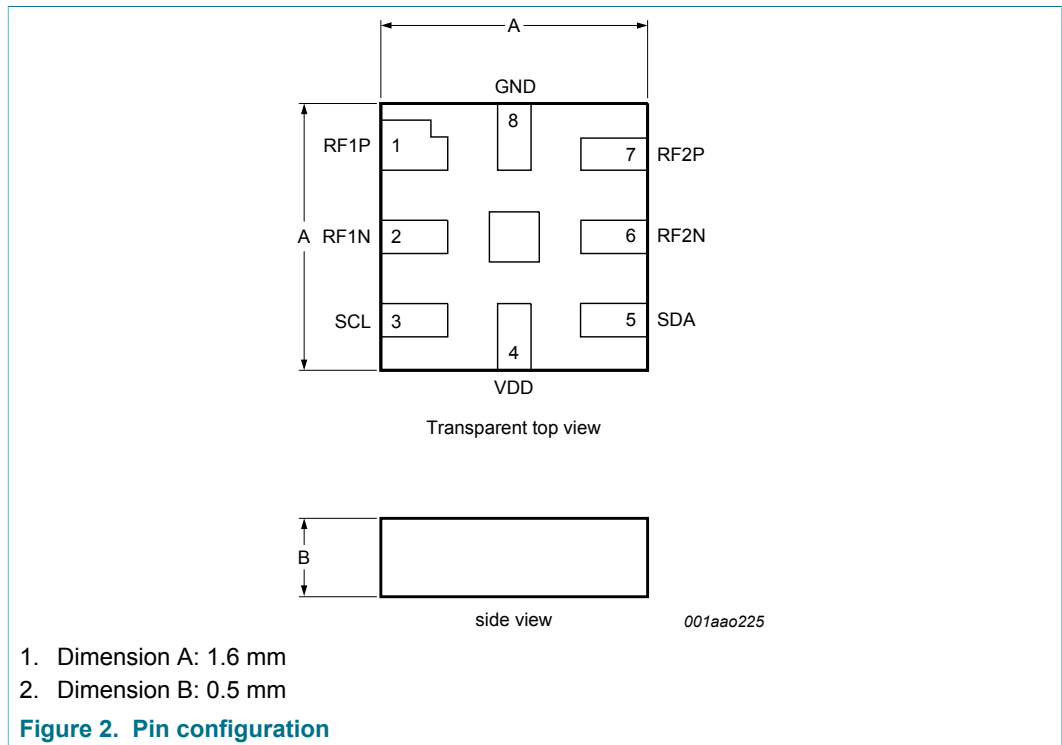 A
GND
8
RF1P 1
7 RF2P
A RF1N 2
6 RF2N
SCL 3
5 SDA
4
VDD
Transparent top view
B
side view
001aao225
1. Dimension A: 1.6 mm
2. Dimension B: 0.5 mm
Figure 2. Pin configuration